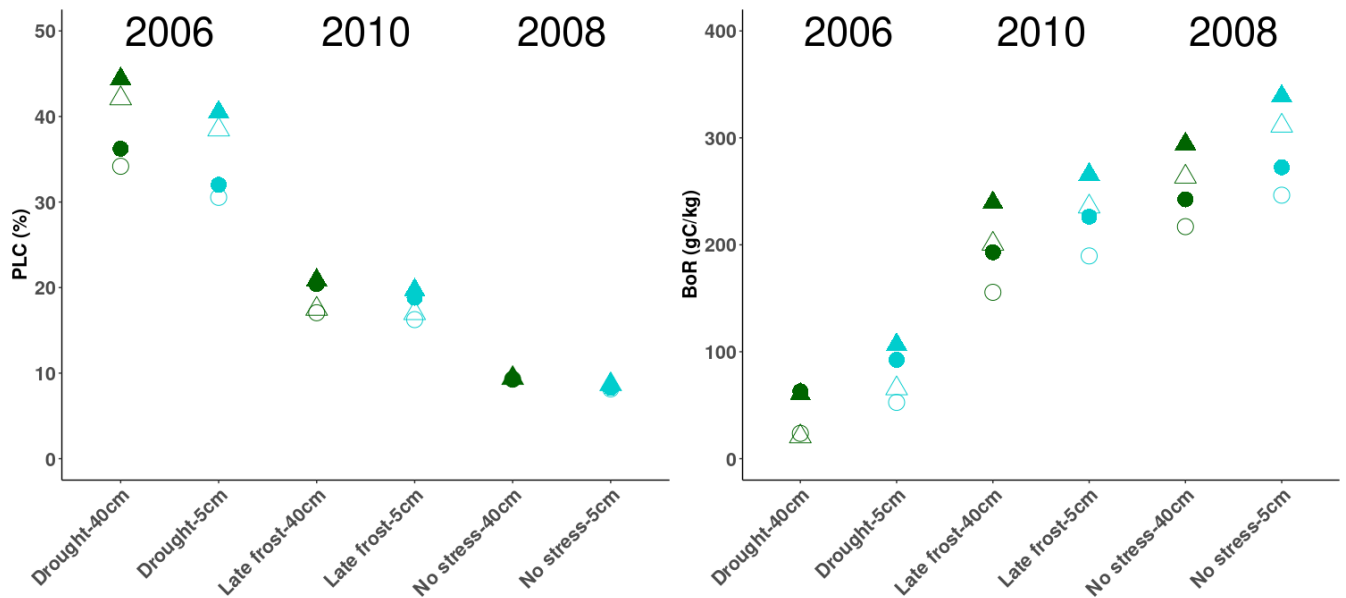 2006 2010 2008
50
40
30
20
10
0
PLC (%)
Drought-40cm
Drought-5cm
Late frost-40cm
Late frost-5cm
No stress-40cm
No stress-5cm
2006 2010 2008
400
300
200
100
0
BoR (gC/kg)
Drought-40cm
Drought-5cm
Late frost-40cm
Late frost-5cm
No stress-40cm
No stress-5cm